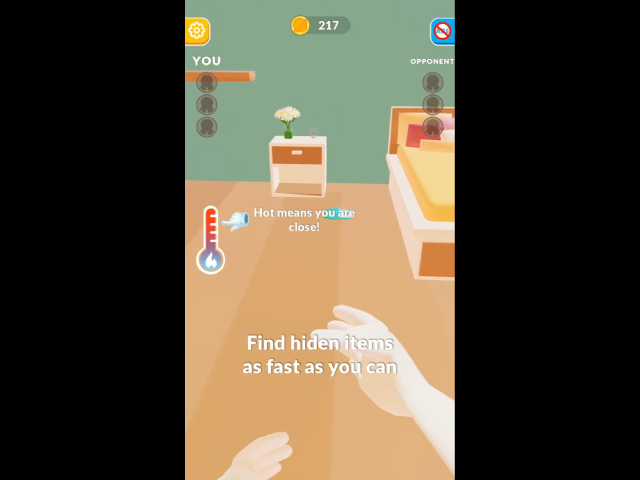 217
YOU
OPPONENT
Hot means you are
close!
Find hiden items
as fast as you can